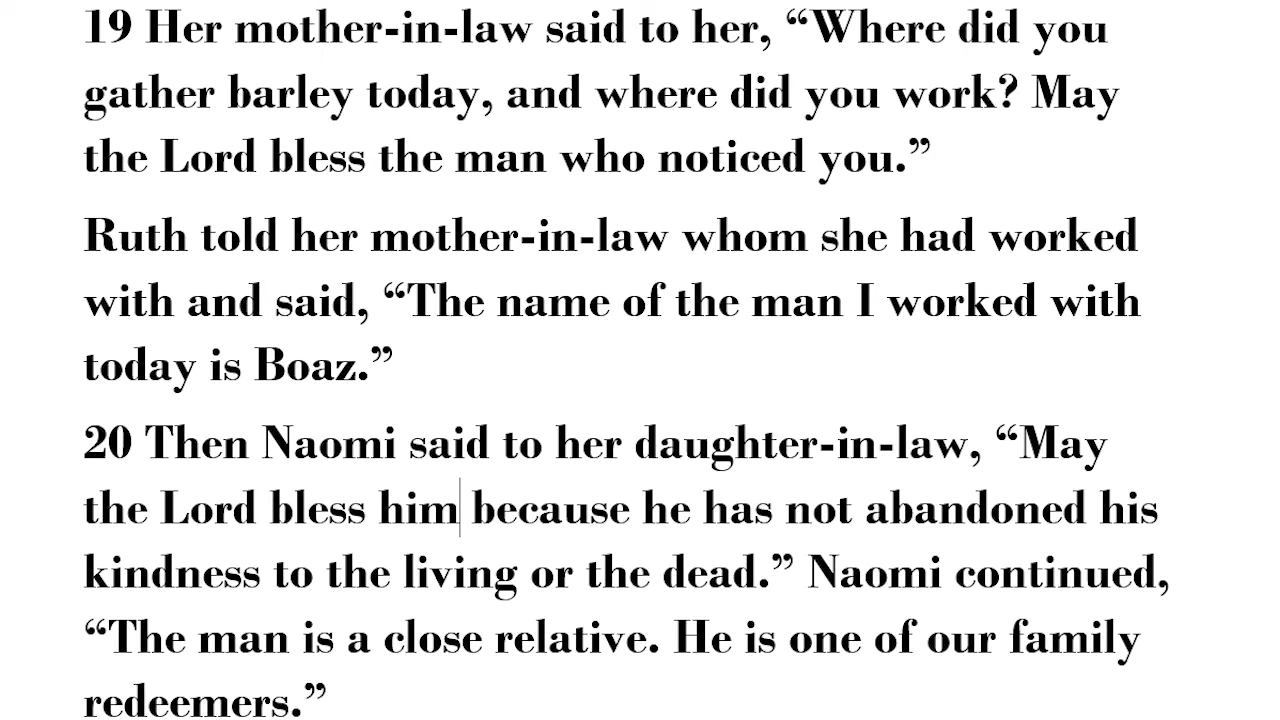 19 Her mother-in-law said to her, “Where did you
gather barley today, and where did you work? May
the Lord bless the man who noticed you.”
Ruth told her mother-in-law whom she had worked
with and said, “The name of the man I worked with
today is Boaz.”
20 Then Naomi said to her daughter-in-law, “May
the Lord bless him because he has not abandoned his
kindness to the living or the dead.” Naomi continued,
“The man is a close relative. He is one of our family
redeemers.”